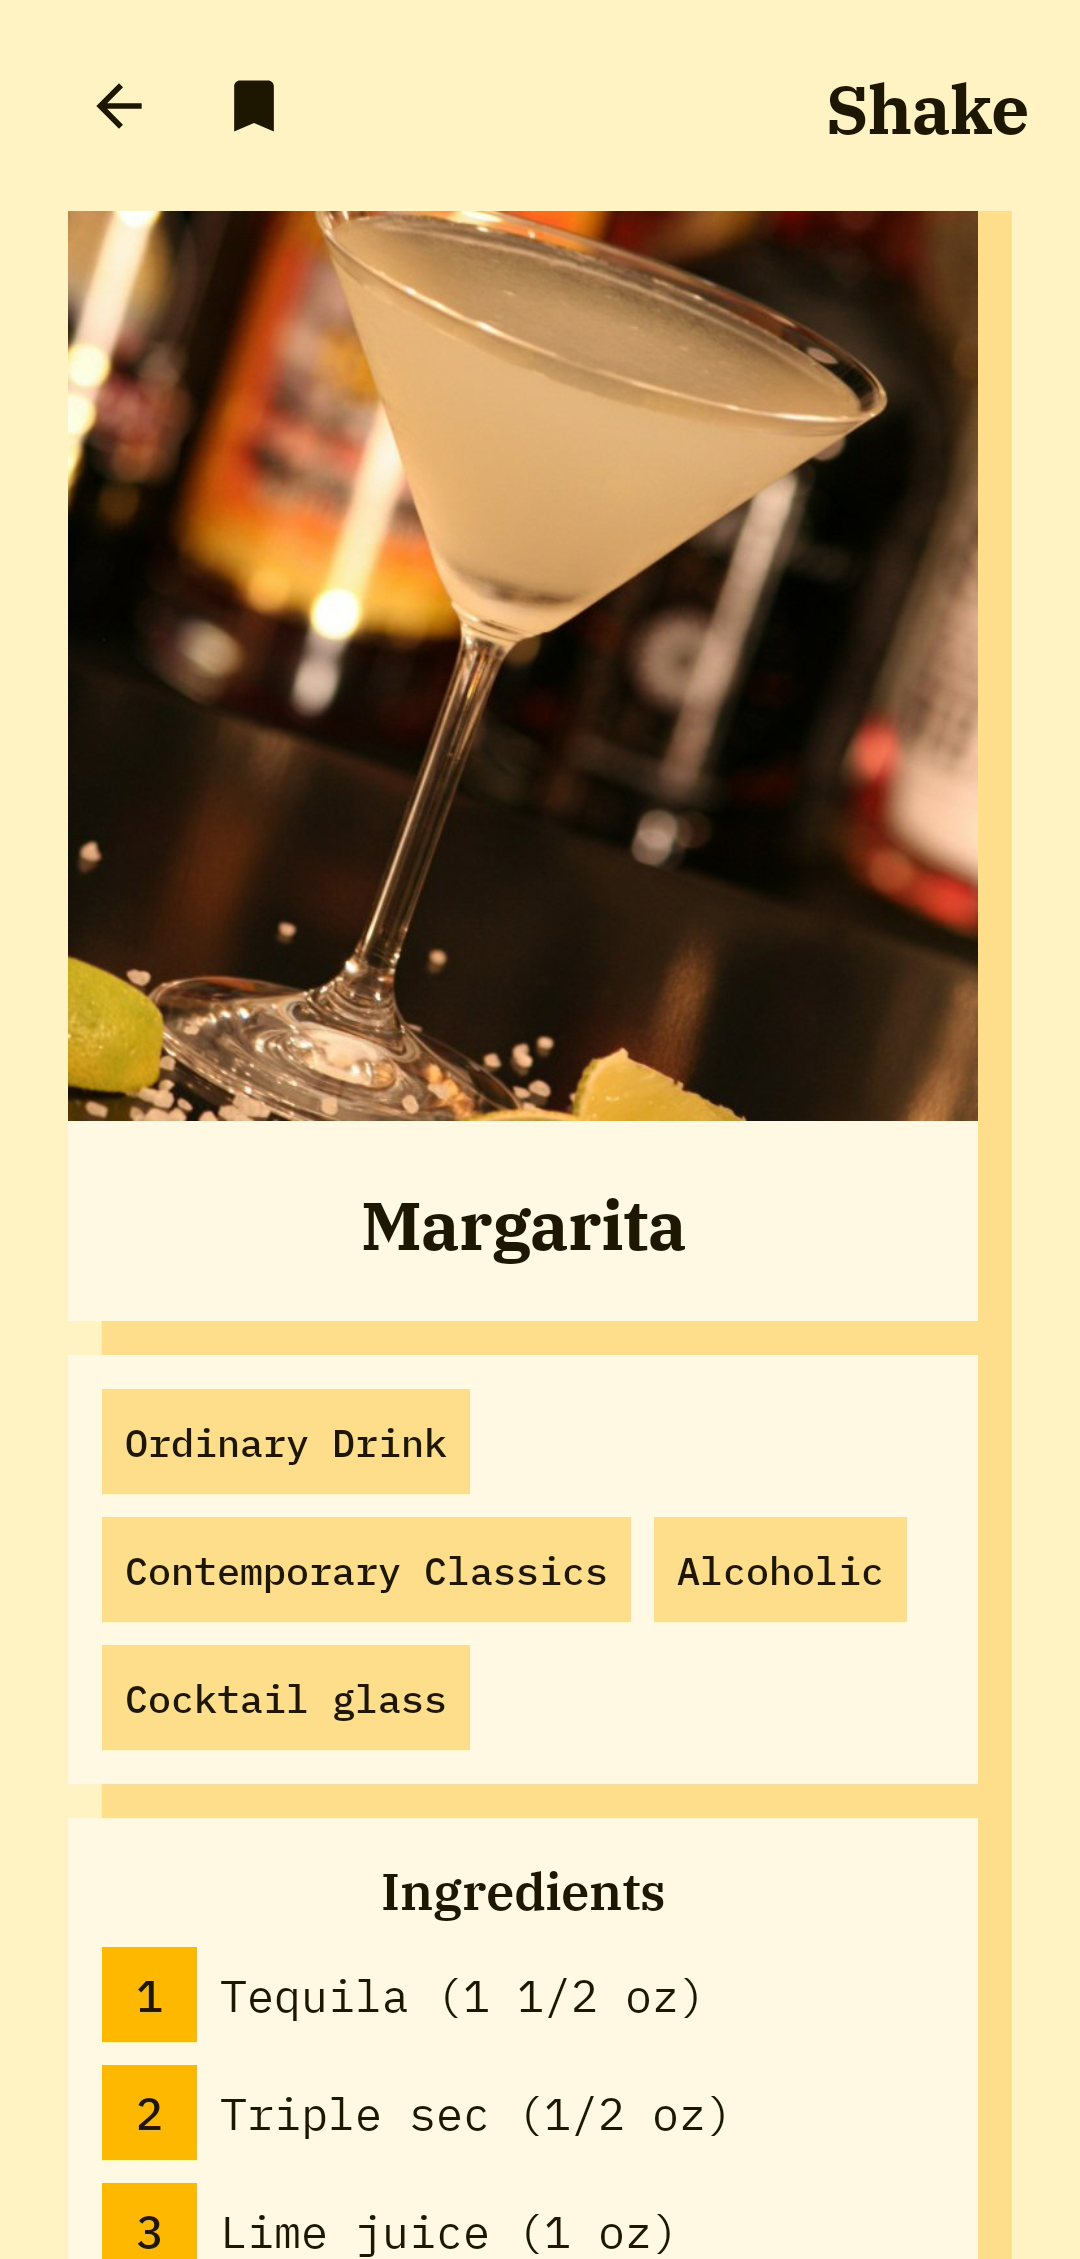 Shake
Margarita
Ordinary Drink
Contemporary Classics Alcoholic
Cocktail glass
Ingredients
1 Tequila (1 1/2 oz)
2 Triple sec (1/2 oz)
3 Lime juice (1 oz)